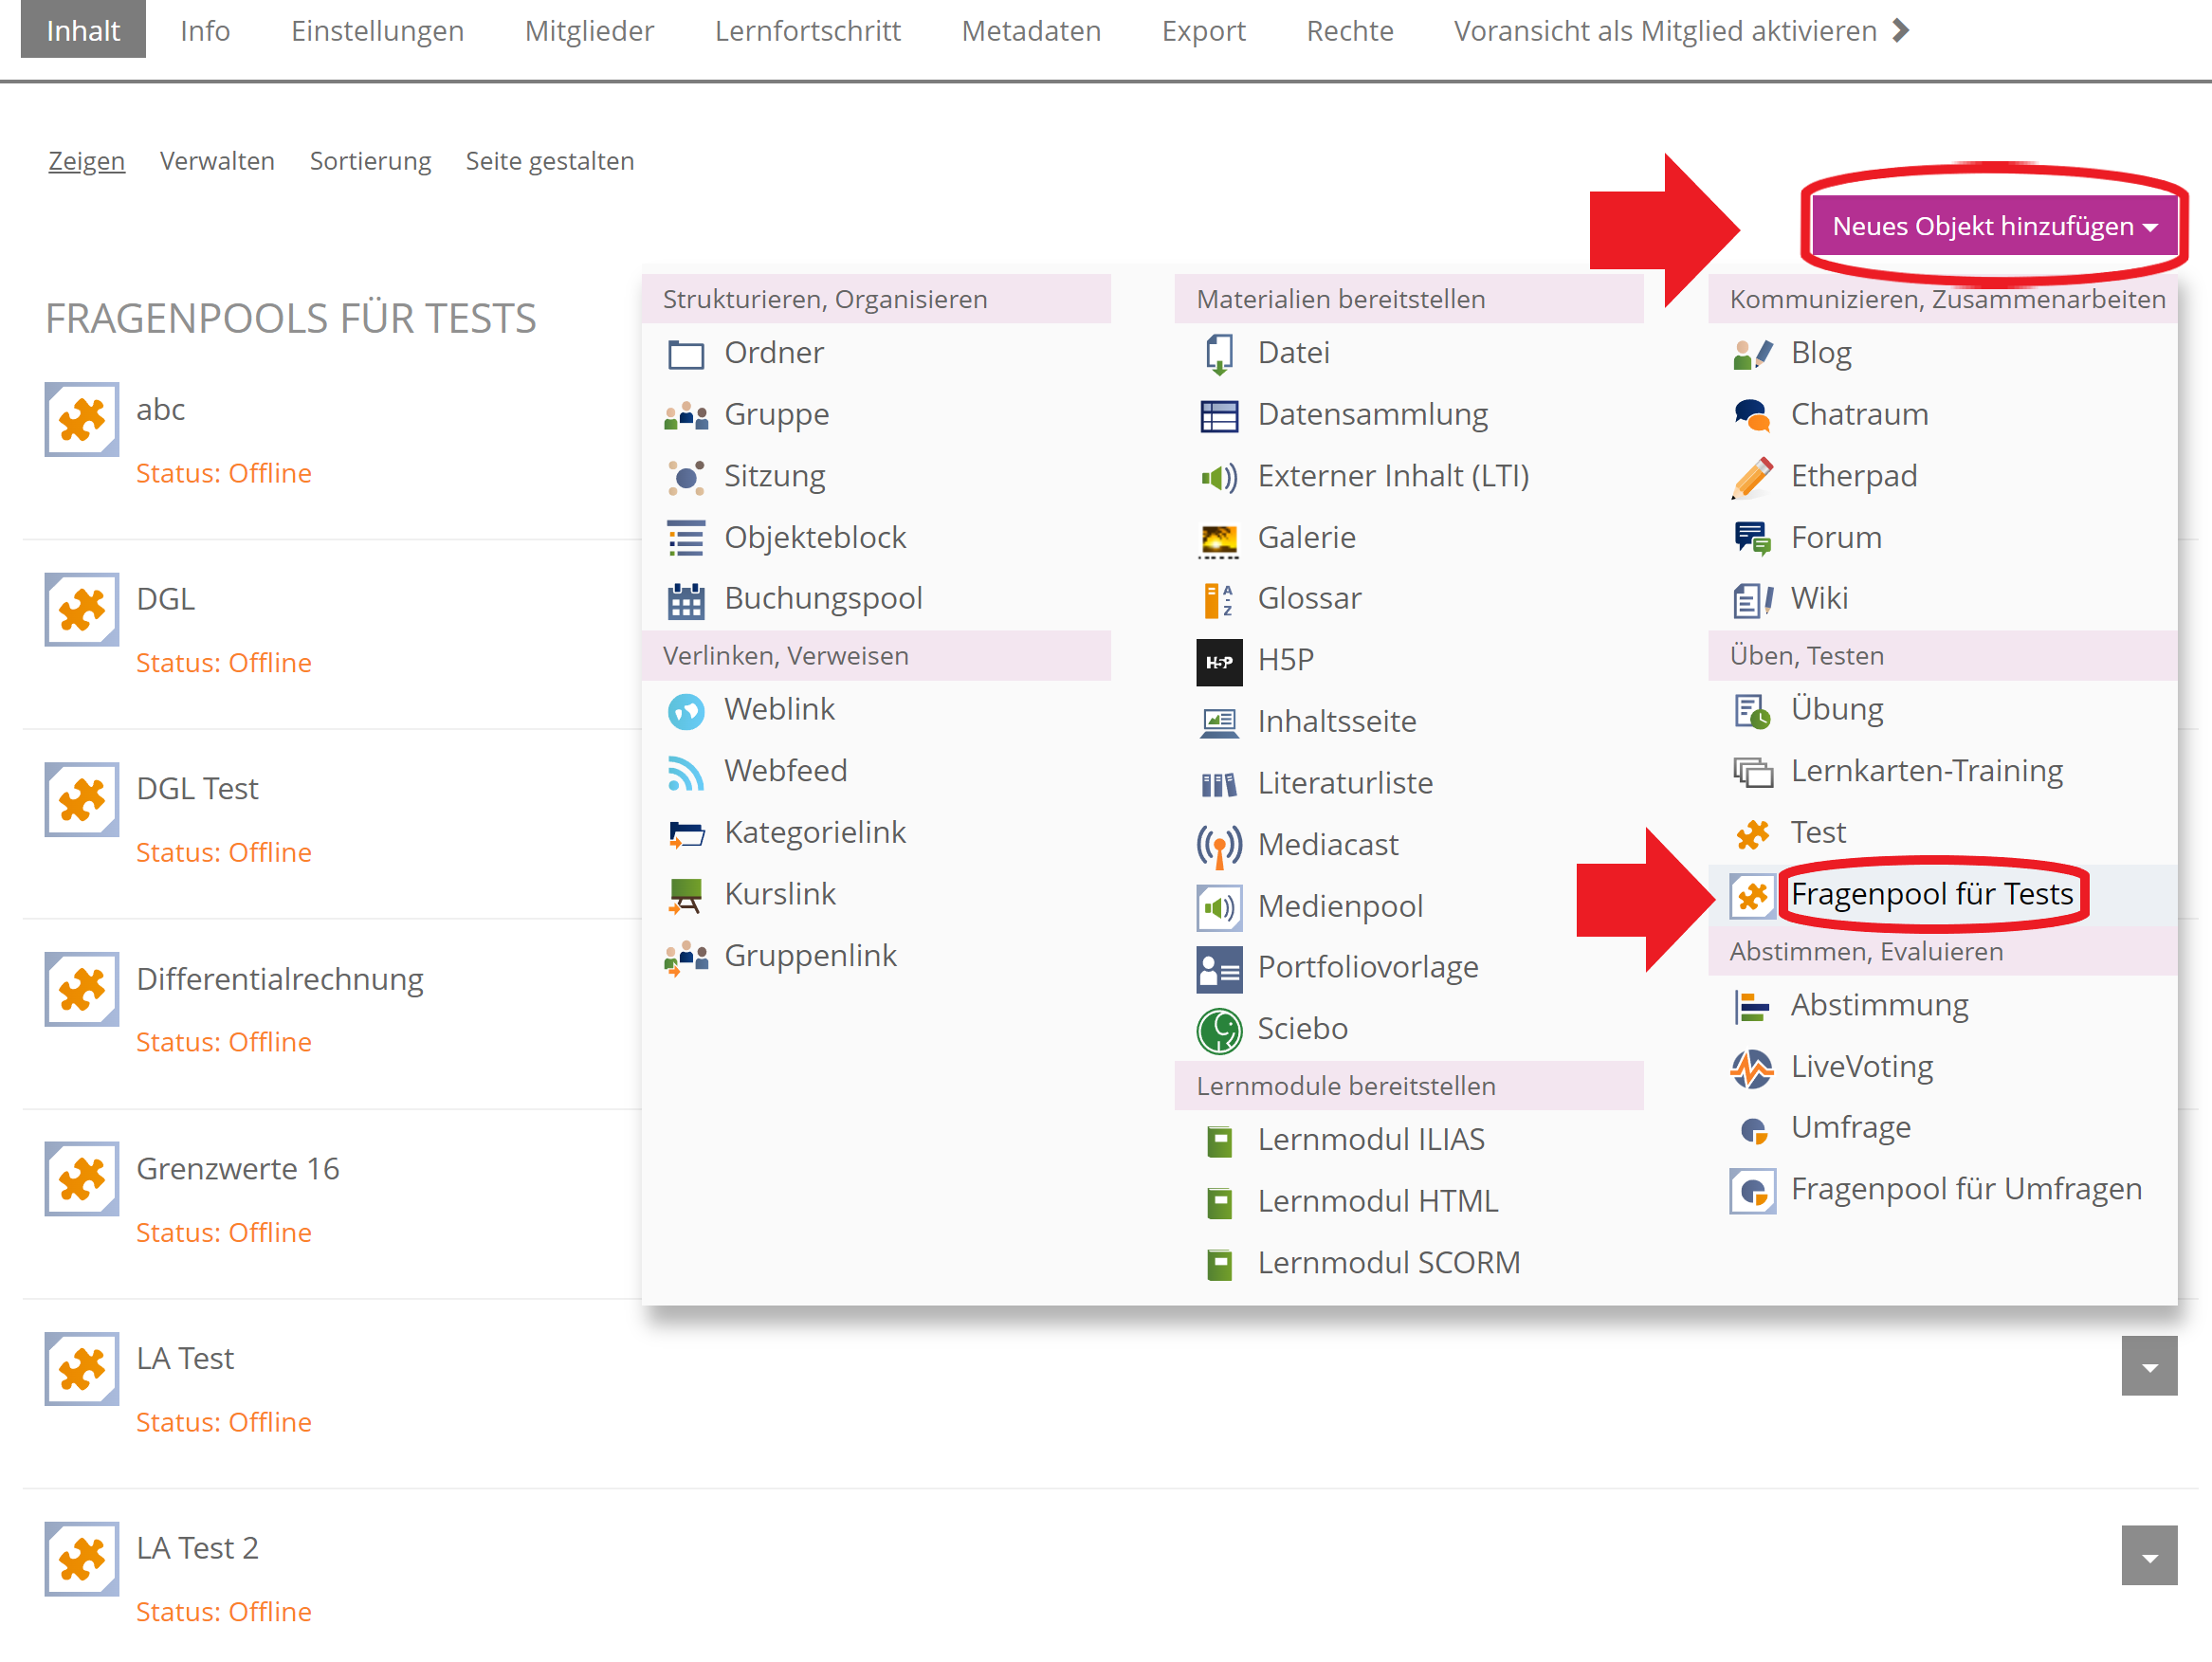 Inhalt Info Einstellungen Mitglieder Lernfortschritt Metadaten Export Rechte Voransicht als Mitglied aktivieren
Zeigen Verwalten Sortierung Seite gestalten
Neues Objekt hinzufügen
FRAGENPOOLS FÜR TESTS
abc
Status: Offline
DGL
Status: Offline
DGL Test
Status: Offline
Differentialrechnung
Status: Offline
Grenzwerte 16
Status: Offline
LA Test
Status: Offline
LA Test 2
Status: Offline
Strukturieren, Organisieren
Ordner
Gruppe
Sitzung
Objekteblock
Buchungspool
Verlinken, Verweisen
Weblink
Webfeed
Kategorielink
Kurslink
Gruppenlink
Materialien bereitstellen
Datei
Datensammlung
Externer Inhalt (LTI)
Galerie
A
-
Z
Glossar
H5P
H5P
Inhaltsseite
Literaturliste
Mediacast
Medienpool
Portfoliovorlage
Sciebo
Lernmodule bereitstellen
Lernmodul ILIAS
Lernmodul HTML
Lernmodul SCORM
Kommunizieren, Zusammenarbeiten
Blog
Chatraum
Etherpad
Forum
Wiki
Üben, Testen
Übung
Lernkarten-Training
Test
Fragenpool für Tests
Abstimmen, Evaluieren
Abstimmung
LiveVoting
Umfrage
Fragenpool für Umfragen